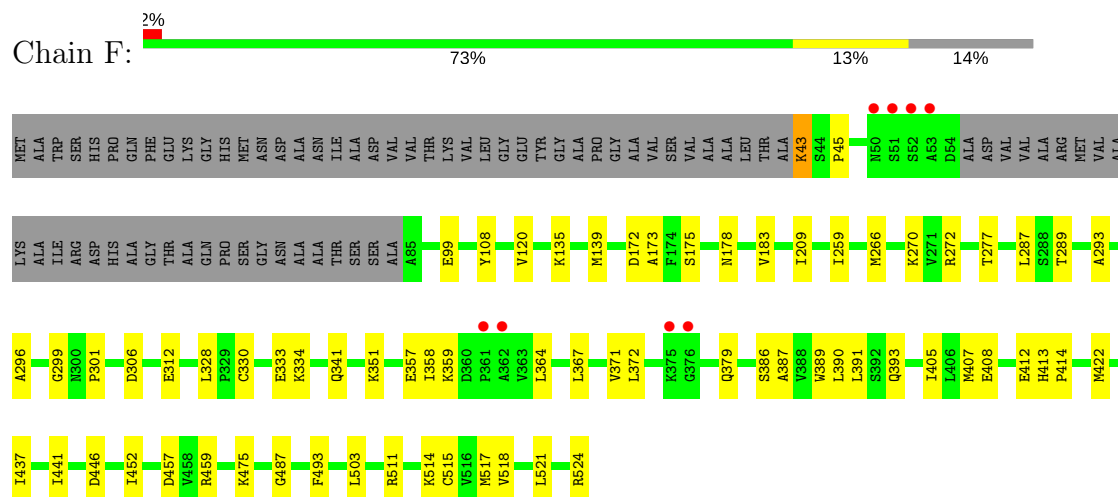 2%
Chain F:
73% 13% 14%
MET ALA TRP SER HIS PRO GLN PHE GLU LYS GLY HIS MET ASN ASP ALA ASN ILE ALA ASP VAL VAL THR LYS VAL LEU GLY GLU TYR GLY ALA PRO GLY ALA VAL SER VAL ALA ALA LEU THR ALA K43 S44 P45 N50 S51 S52 A53 D54 ALA ASP VAL VAL ALA ARG MET VAL ALA
LYS ALA ILE ARG ASP HIS ALA GLY THR ALA GLN PRO SER GLY ASN ALA ALA THR SER SER ALA A85 E99 Y108 V120 K135 M139 D172 A173 F174 S175 N178 V183 I209 I259 M266 K270 V271 R272 T277 L287 S288 T289 A293
A296 G299 N300 P301 D306 E312 L328 P329 C330 E333 K334 Q341 K351 E357 I358 K359 D360 P361 A362 V363 L364 L367 V371 L372 K375 G376 Q379 S386 A387 V388 W389 L390 L391 S392 Q393 I405 L406 M407 E408 E412 H413 P414 M422
I437 I441 D446 I452 D457 V458 R459 K475 G487 F493 L503 R511 K514 C515 V516 M517 V518 L521 R524